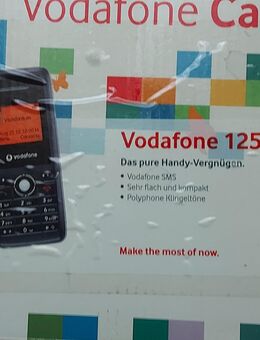 Vodafone Ca
Vodafone 125
Das pure Handy-Vergnügen.
• Vodafone SMS
• Sehr flach und kompakt
• Polyphone Klingeltöne
vodafone
Make the most of now.